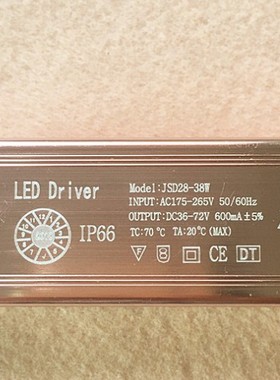 LED Driver
IP66
Model:JSD28-38W
INPUT:AC175-265V 50/60Hz
OUTPUT:DC36-72V 600mA±5%
TC:70℃ TA:20℃(MAX)
F CE DT